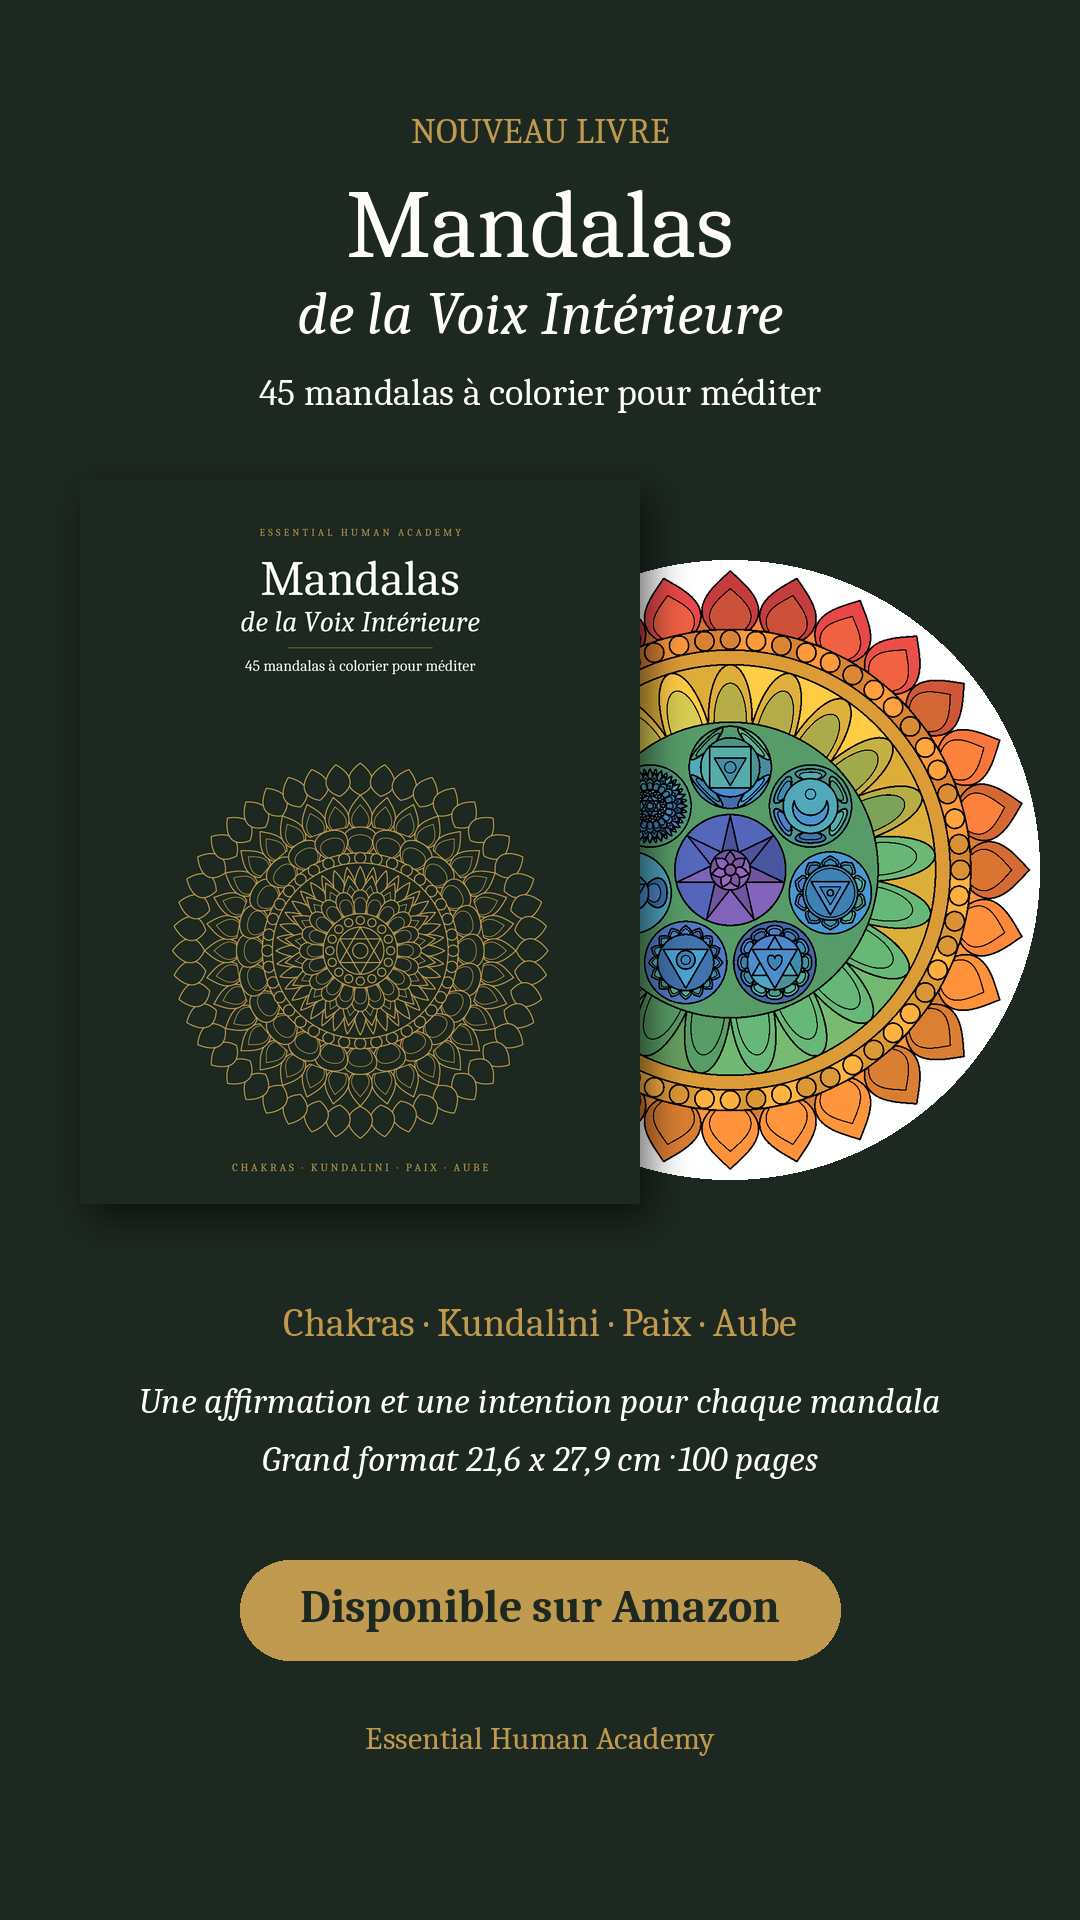 NOUVEAU LIVRE
Mandalas
de la Voix Intérieure
45 mandalas à colorier pour méditer
ESSENTIAL HUMAN ACADEMY
Mandalas
de la Voix Intérieure
45 mandalas à colorier pour méditer
CHAKRAS · KUNDALINI · PAIX · AUBE
Chakras · Kundalini · Paix · Aube
Une affirmation et une intention pour chaque mandala
Grand format 21,6 x 27,9 cm · 100 pages
Disponible sur Amazon
Essential Human Academy